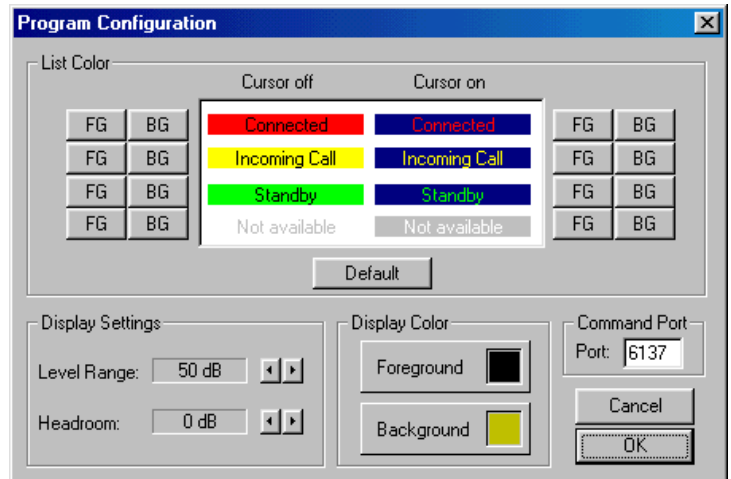 Program Configuration
List Color
Cursor off Cursor on
FG BG Connected Connected FG BG
FG BG Incoming Call Incoming Call FG BG
FG BG Standby Standby FG BG
FG BG Not available Not available FG BG
Default
Display Settings
Level Range: 50 dB
Headroom: 0 dB
Display Color
Foreground
Background
Command Port
Port: 6137
Cancel
OK